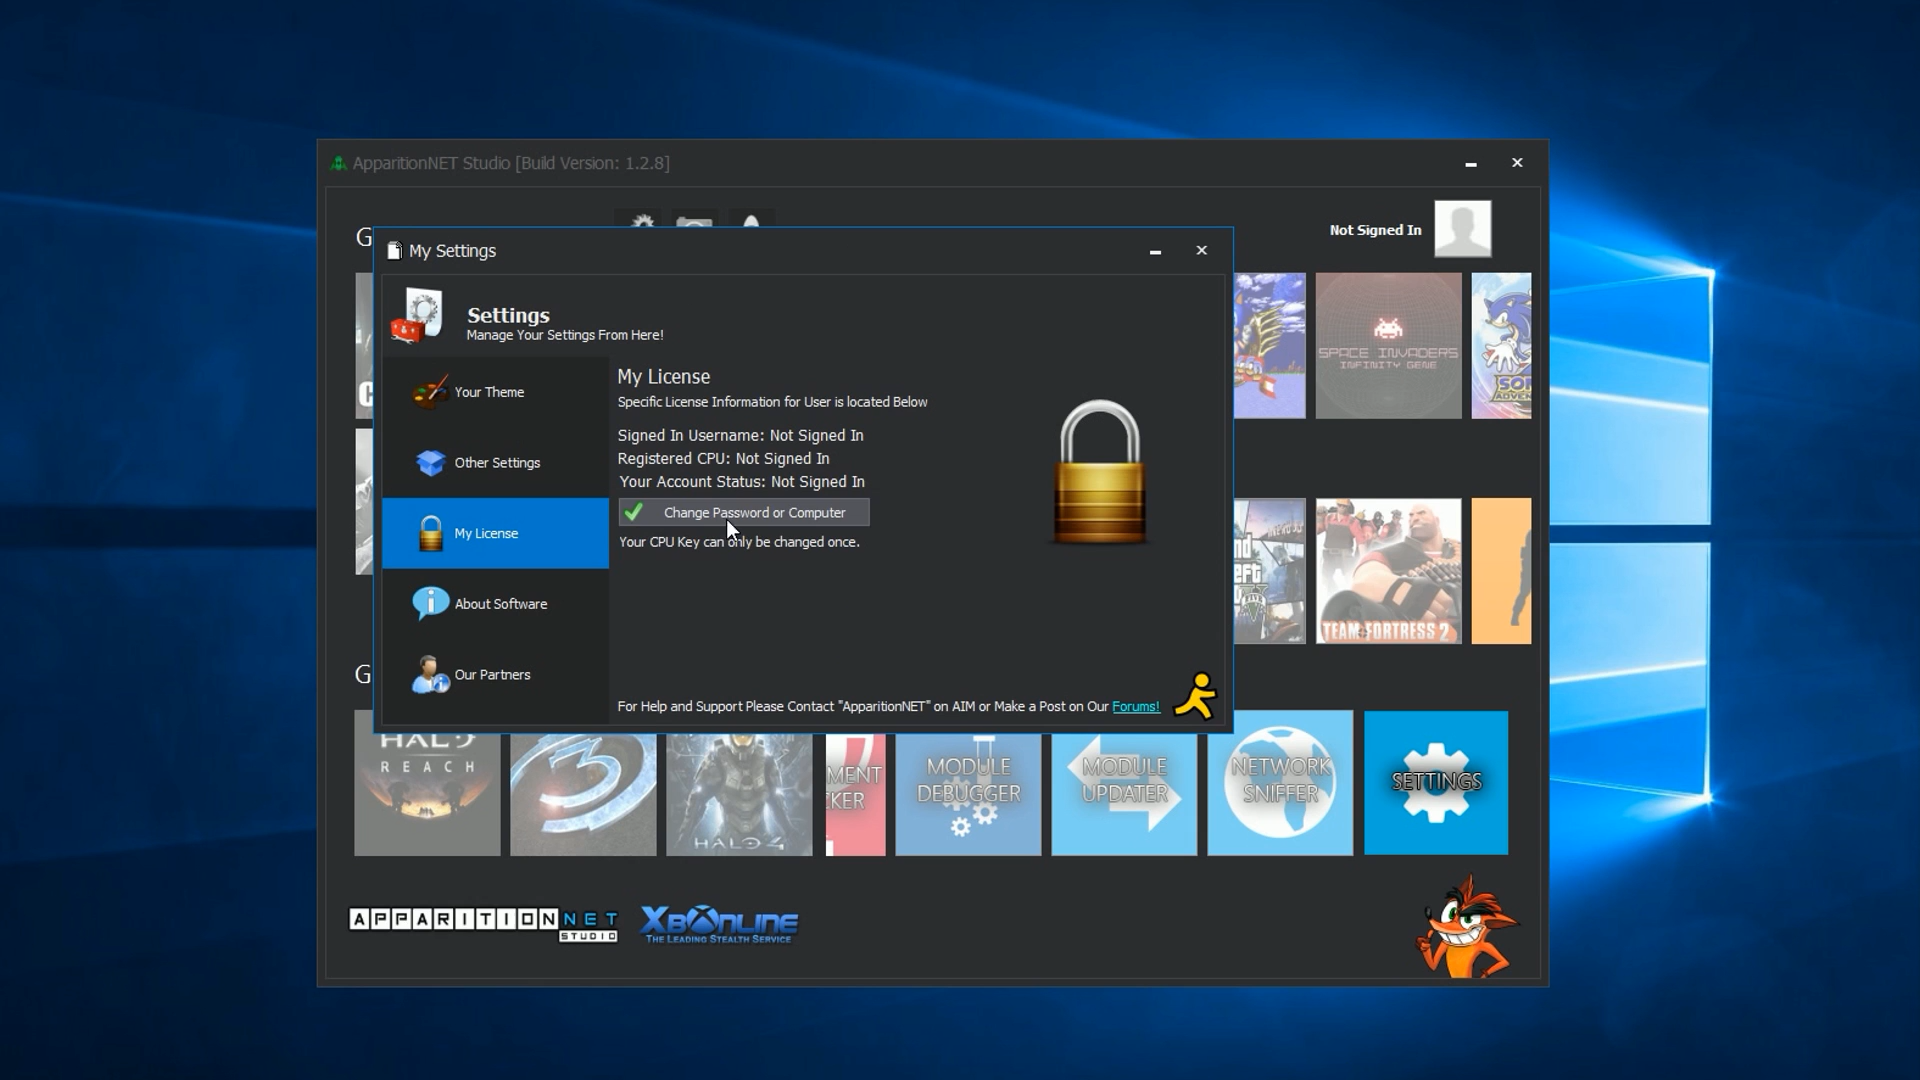 ApparitionNET Studio [Build Version: 1.2.8]
Not Signed In
G
My Settings
Settings
Manage Your Settings From Here!
Your Theme
Other Settings
My License
About Software
Our Partners
My License
Specific License Information for User is located Below
Signed In Username: Not Signed In
Registered CPU: Not Signed In
Your Account Status: Not Signed In
Change Password or Computer
Your CPU Key can only be changed once.
For Help and Support Please Contact "ApparitionNET" on AIM or Make a Post on Our Forums!
SPACE INVADERS
INFINITY GENE
SO
ADVEN
TEAM FORTRESS 2
G
HALO
REACH
HALO 4
MENT
KER
MODULE
DEBUGGER
MODULE
UPDATER
NETWORK
SNIFFER
SETTINGS
APPARITIONNET
STUDIO
XBONLINE
THE LEADING STEALTH SERVICE